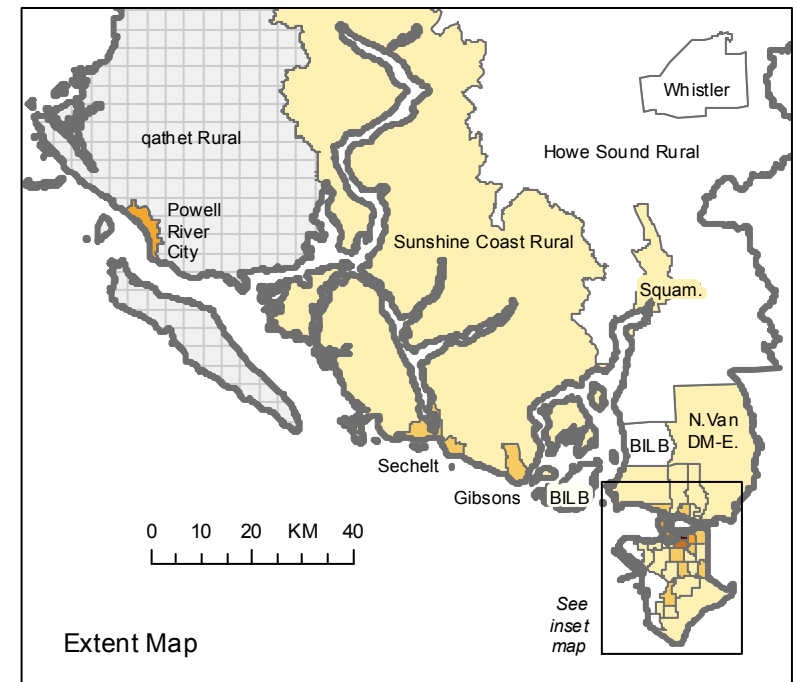 Whistler
qathet Rural
Howe Sound Rural
Powell
River
City
Sunshine Coast Rural
Squam.
N.Van
DM-E.
BILB
Sechelt
Gibsons
BILB
0 10 20 KM 40
See
inset
map
Extent Map